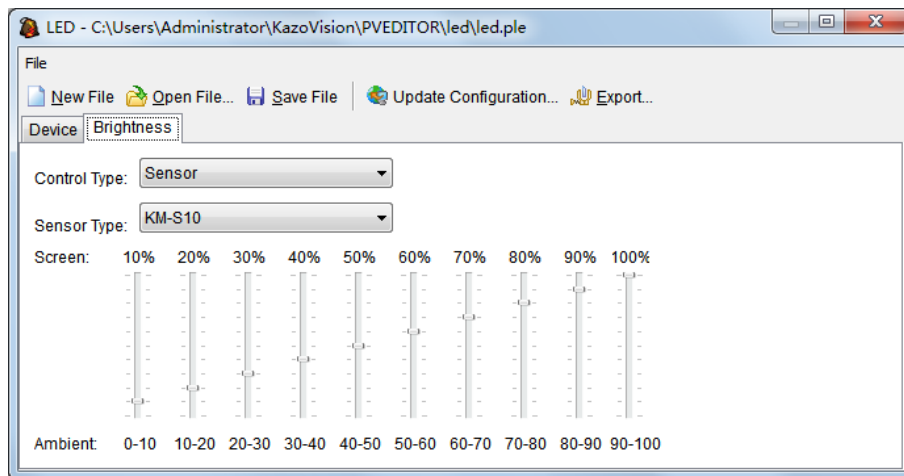 LED - C:\Users\Administrator\KazoVision\PVEDITOR\led\led.ple
File
New File Open File... Save File Update Configuration... Export...
Device Brightness
Control Type: Sensor
Sensor Type: KM-S10
Screen: 10% 20% 30% 40% 50% 60% 70% 80% 90% 100%
Ambient: 0-10 10-20 20-30 30-40 40-50 50-60 60-70 70-80 80-90 90-100